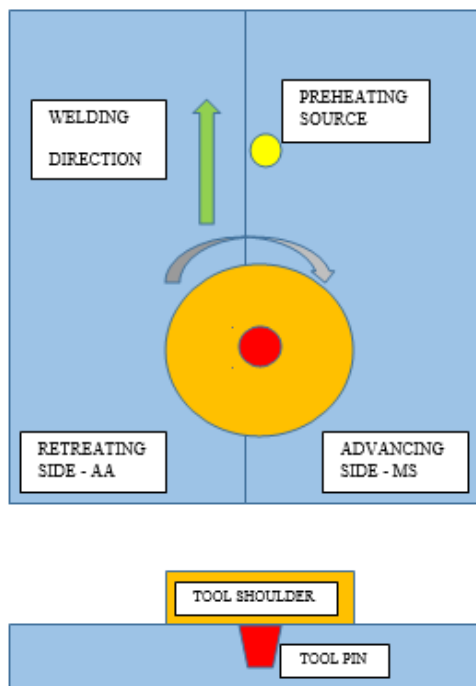 WELDING
DIRECTION
PREHEATING
SOURCE
RETREATING
SIDE - AA
ADVANCING
SIDE - MS
TOOL SHOULDER
TOOL PIN